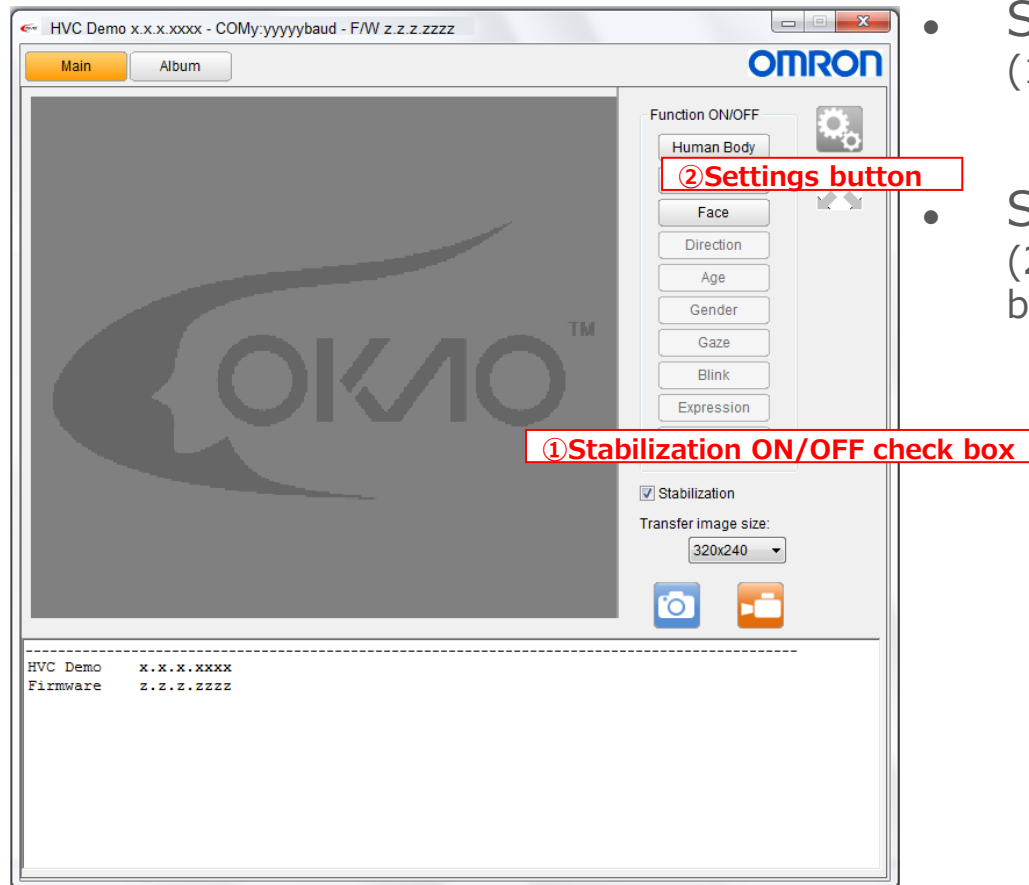 HVC Demo x.x.x.xxxx - COMy:yyyyybaud - F/W z.z.z.zzzz
Main Album OMRON
Function ON/OFF
Human Body
②Settings button
Face
Direction
Age
Gender
Gaze
Blink
Expression
OKAO TM
①Stabilization ON/OFF check box
Stabilization
Transfer image size:
320x240
HVC Demo x.x.x.xxxx
Firmware z.z.z.zzzz